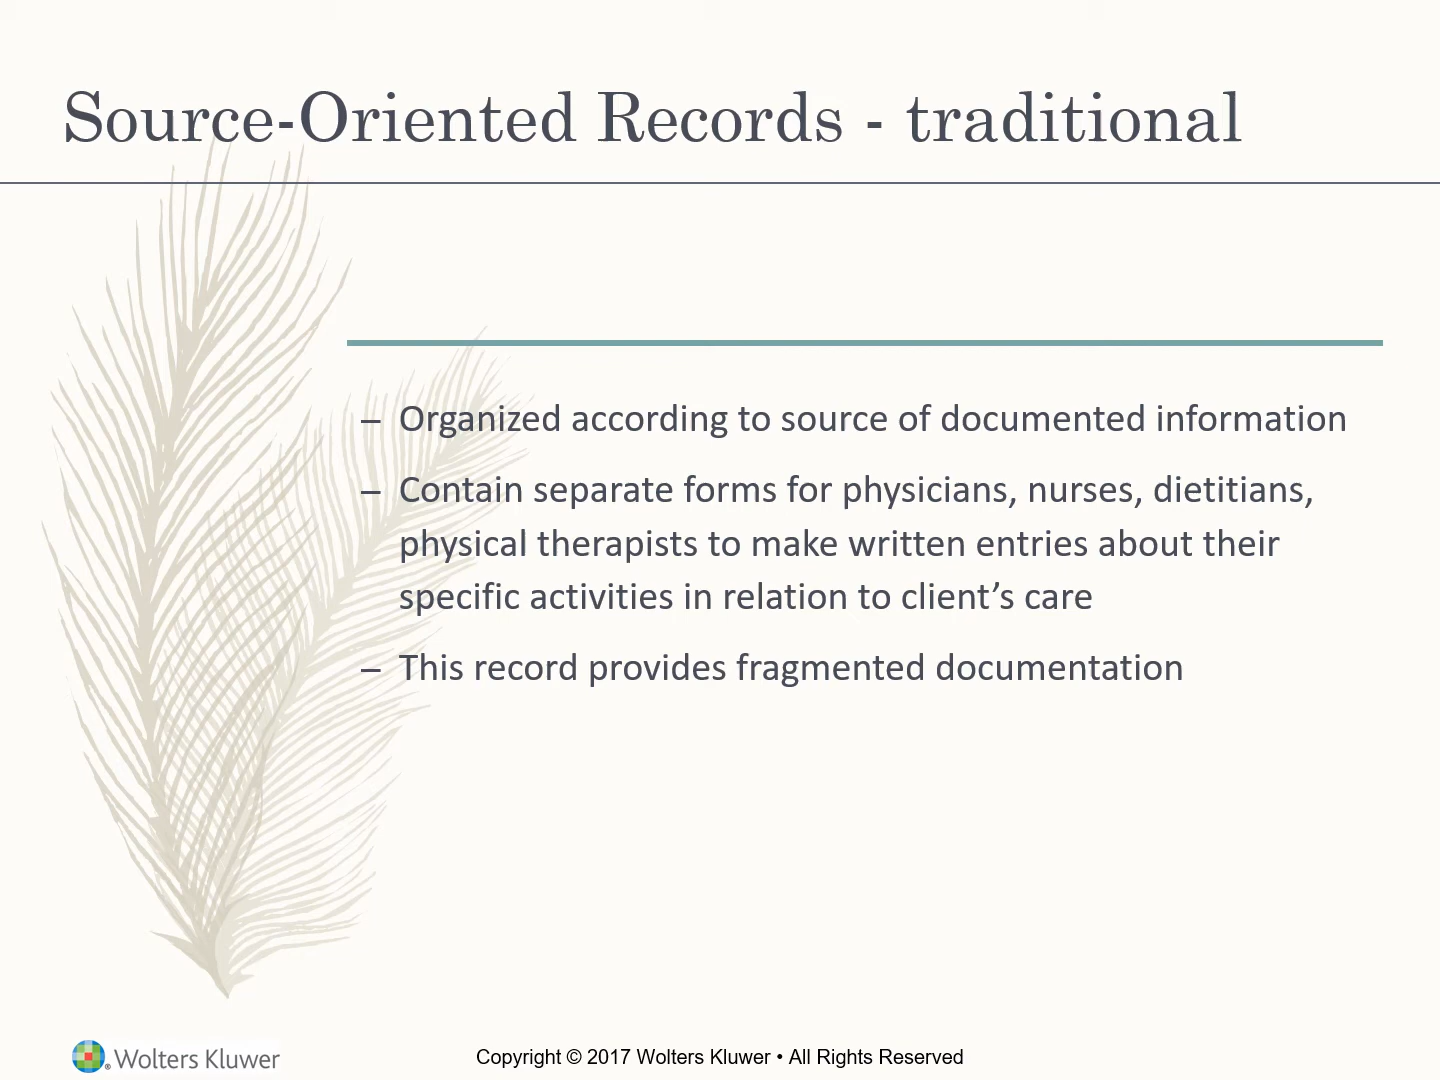 Source-Oriented Records - traditional
– Organized according to source of documented information
– Contain separate forms for physicians, nurses, dietitians,
physical therapists to make written entries about their
specific activities in relation to client’s care
– This record provides fragmented documentation
Wolters Kluwer
Copyright © 2017 Wolters Kluwer • All Rights Reserved